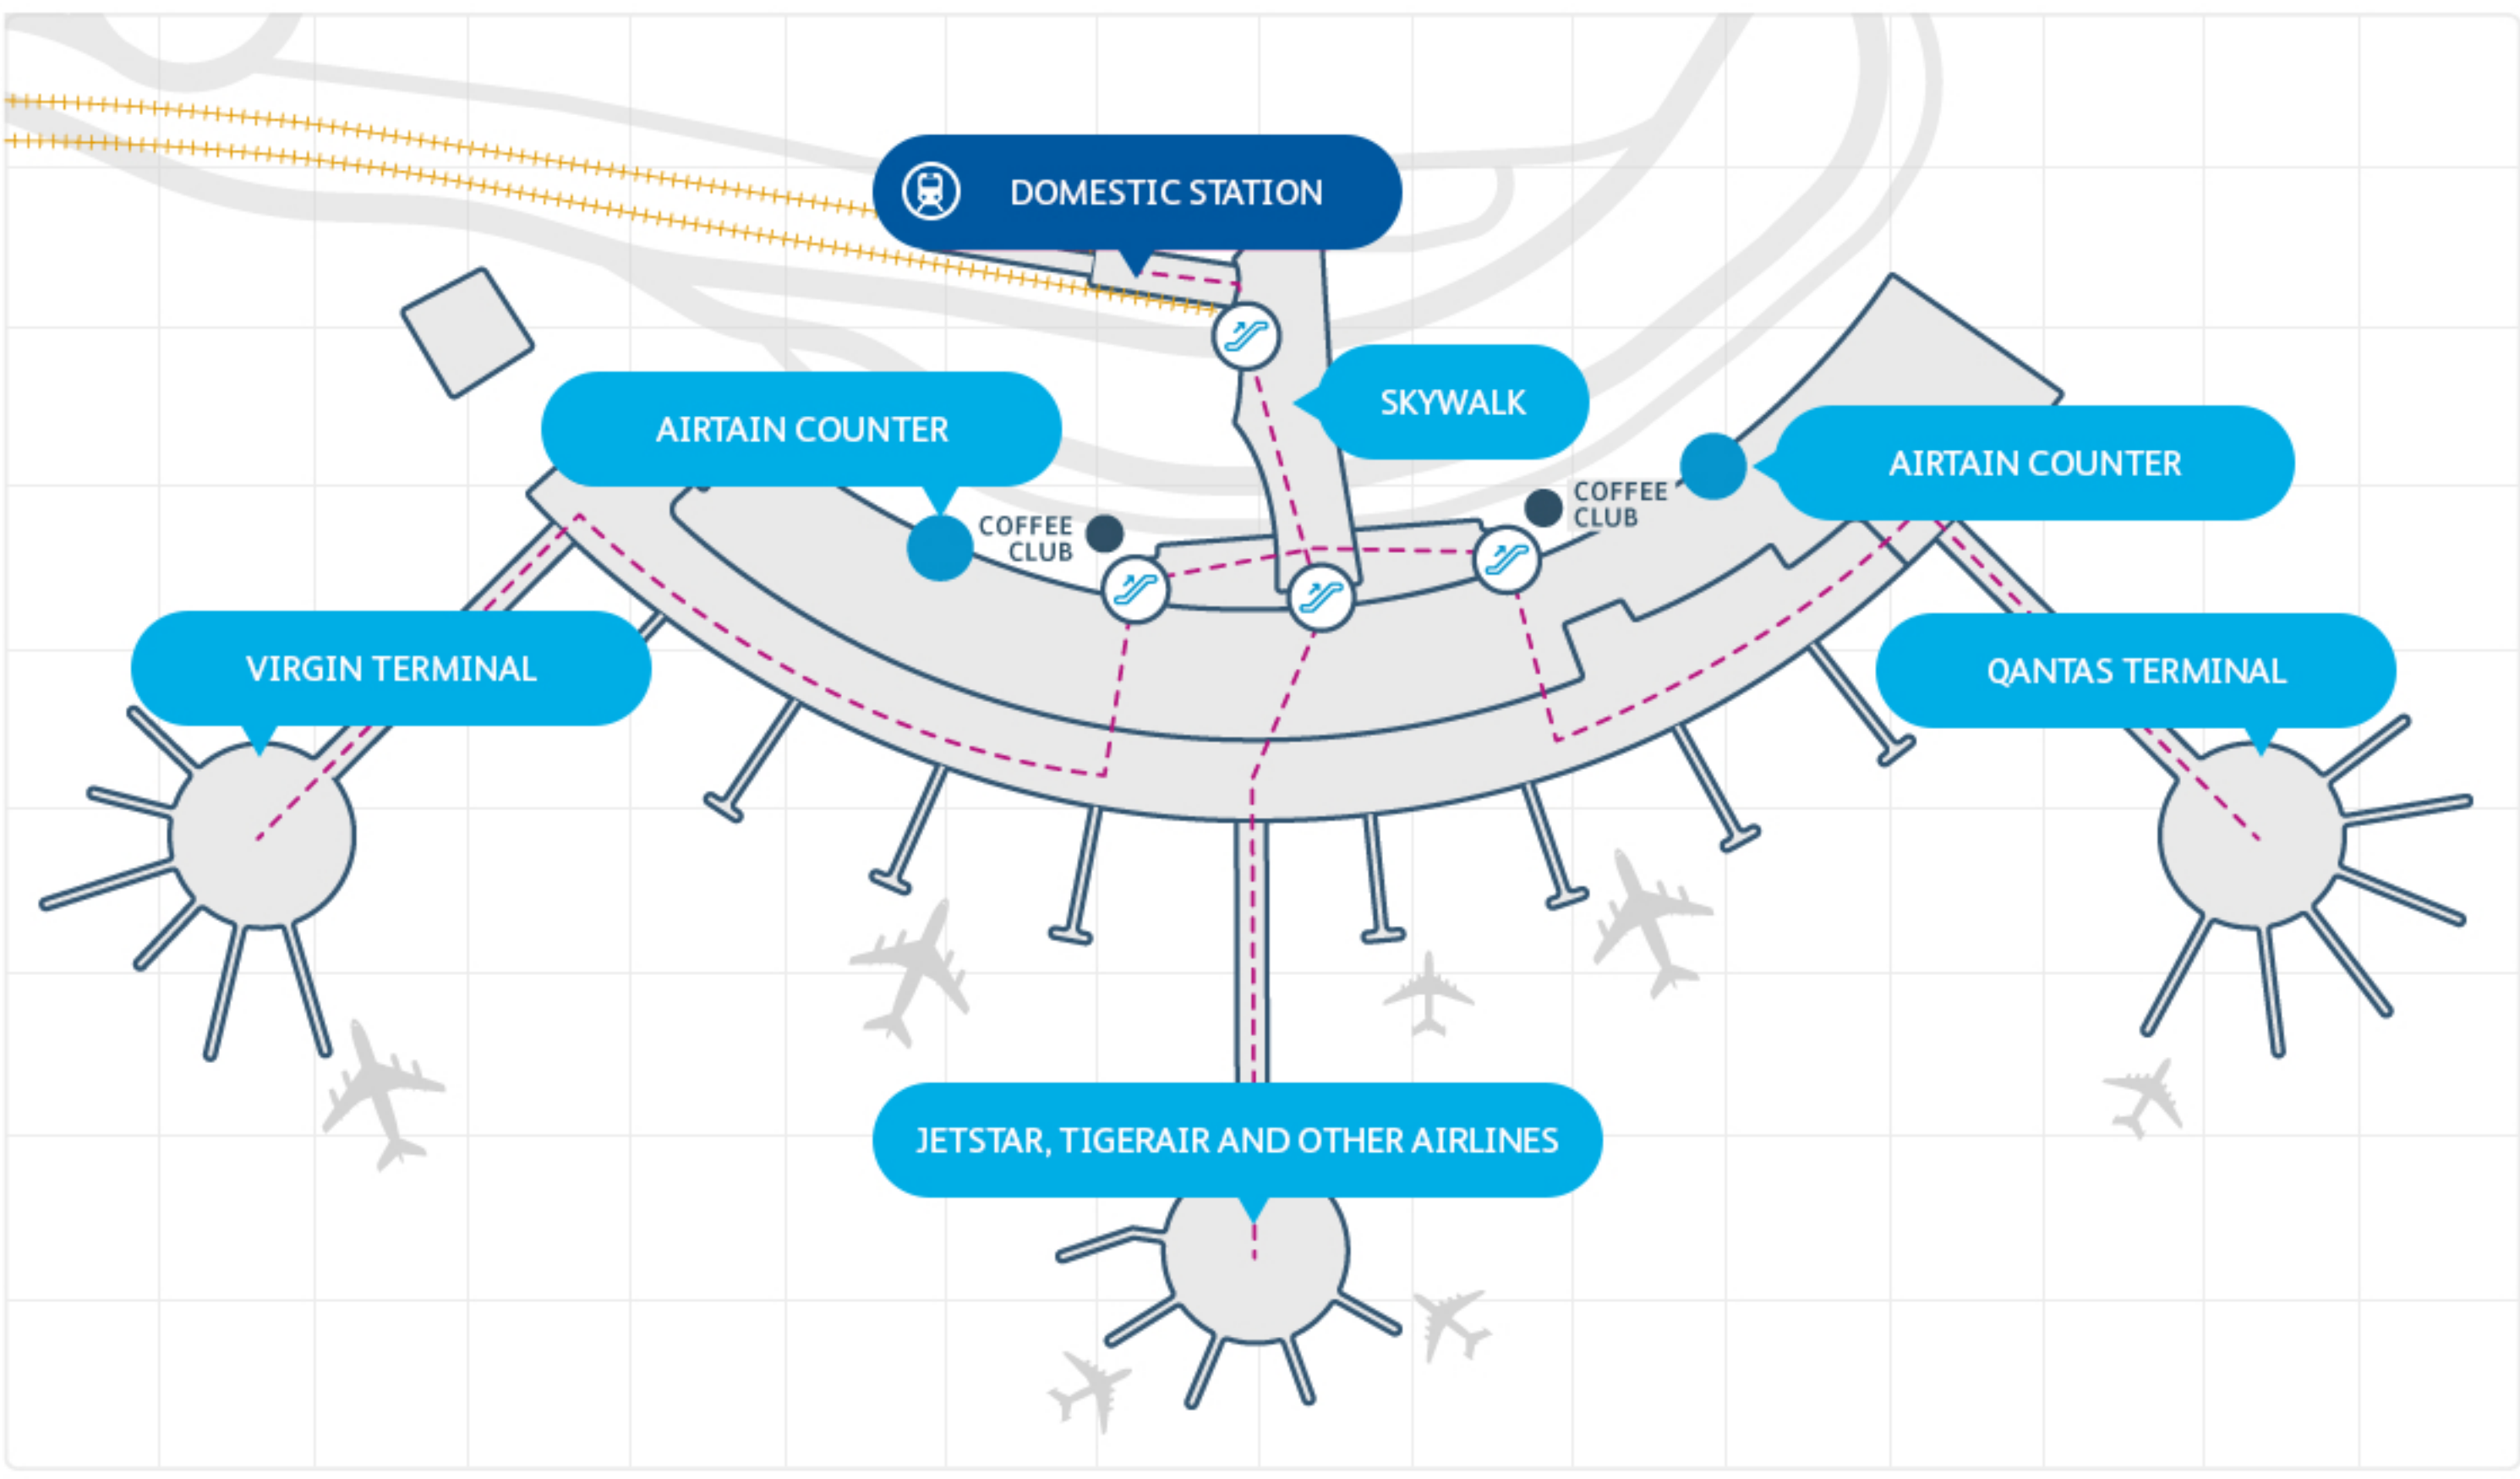 DOMESTIC STATION
SKYWALK
AIRTAIN COUNTER
AIRTAIN COUNTER
COFFEE
CLUB
COFFEE
CLUB
VIRGIN TERMINAL
QANTAS TERMINAL
JETSTAR, TIGERAIR AND OTHER AIRLINES